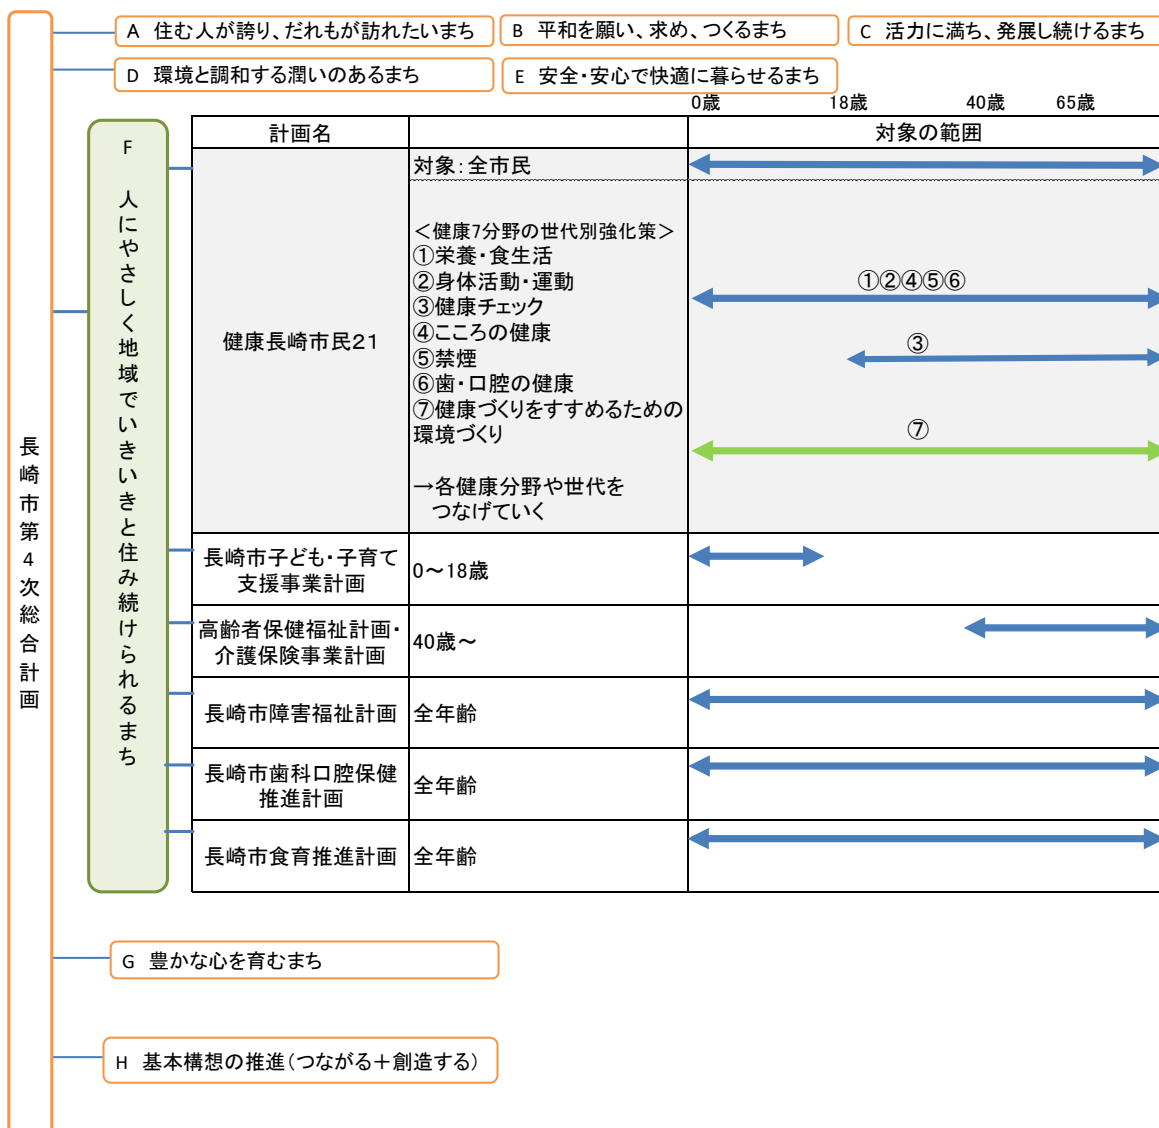 A 住む人が誇り、だれもが訪れたいまち
B 平和を願い、求め、つくるまち
C 活力に満ち、発展し続けるまち
D 環境と調和する潤いのあるまち
E 安全・安心で快適に暮らせるまち
0歳 18歳 40歳 65歳
長崎市第4次総合計画
F 人にやさしく地域でいきいきと住み続けられるまち
計画名
対象の範囲
健康長崎市民21
対象：全市民
＜健康7分野の世代別強化策＞
①栄養・食生活
②身体活動・運動
③健康チェック
④こころの健康
⑤禁煙
⑥歯・口腔の健康
⑦健康づくりをすすめるための
環境づくり
→各健康分野や世代を
つなげていく
①②④⑤⑥
③
⑦
長崎市子ども・子育て
支援事業計画
0～18歳
高齢者保健福祉計画・
介護保険事業計画
40歳～
長崎市障害福祉計画
全年齢
長崎市歯科口腔保健
推進計画
全年齢
長崎市食育推進計画
全年齢
G 豊かな心を育むまち
H 基本構想の推進（つながる＋創造する）